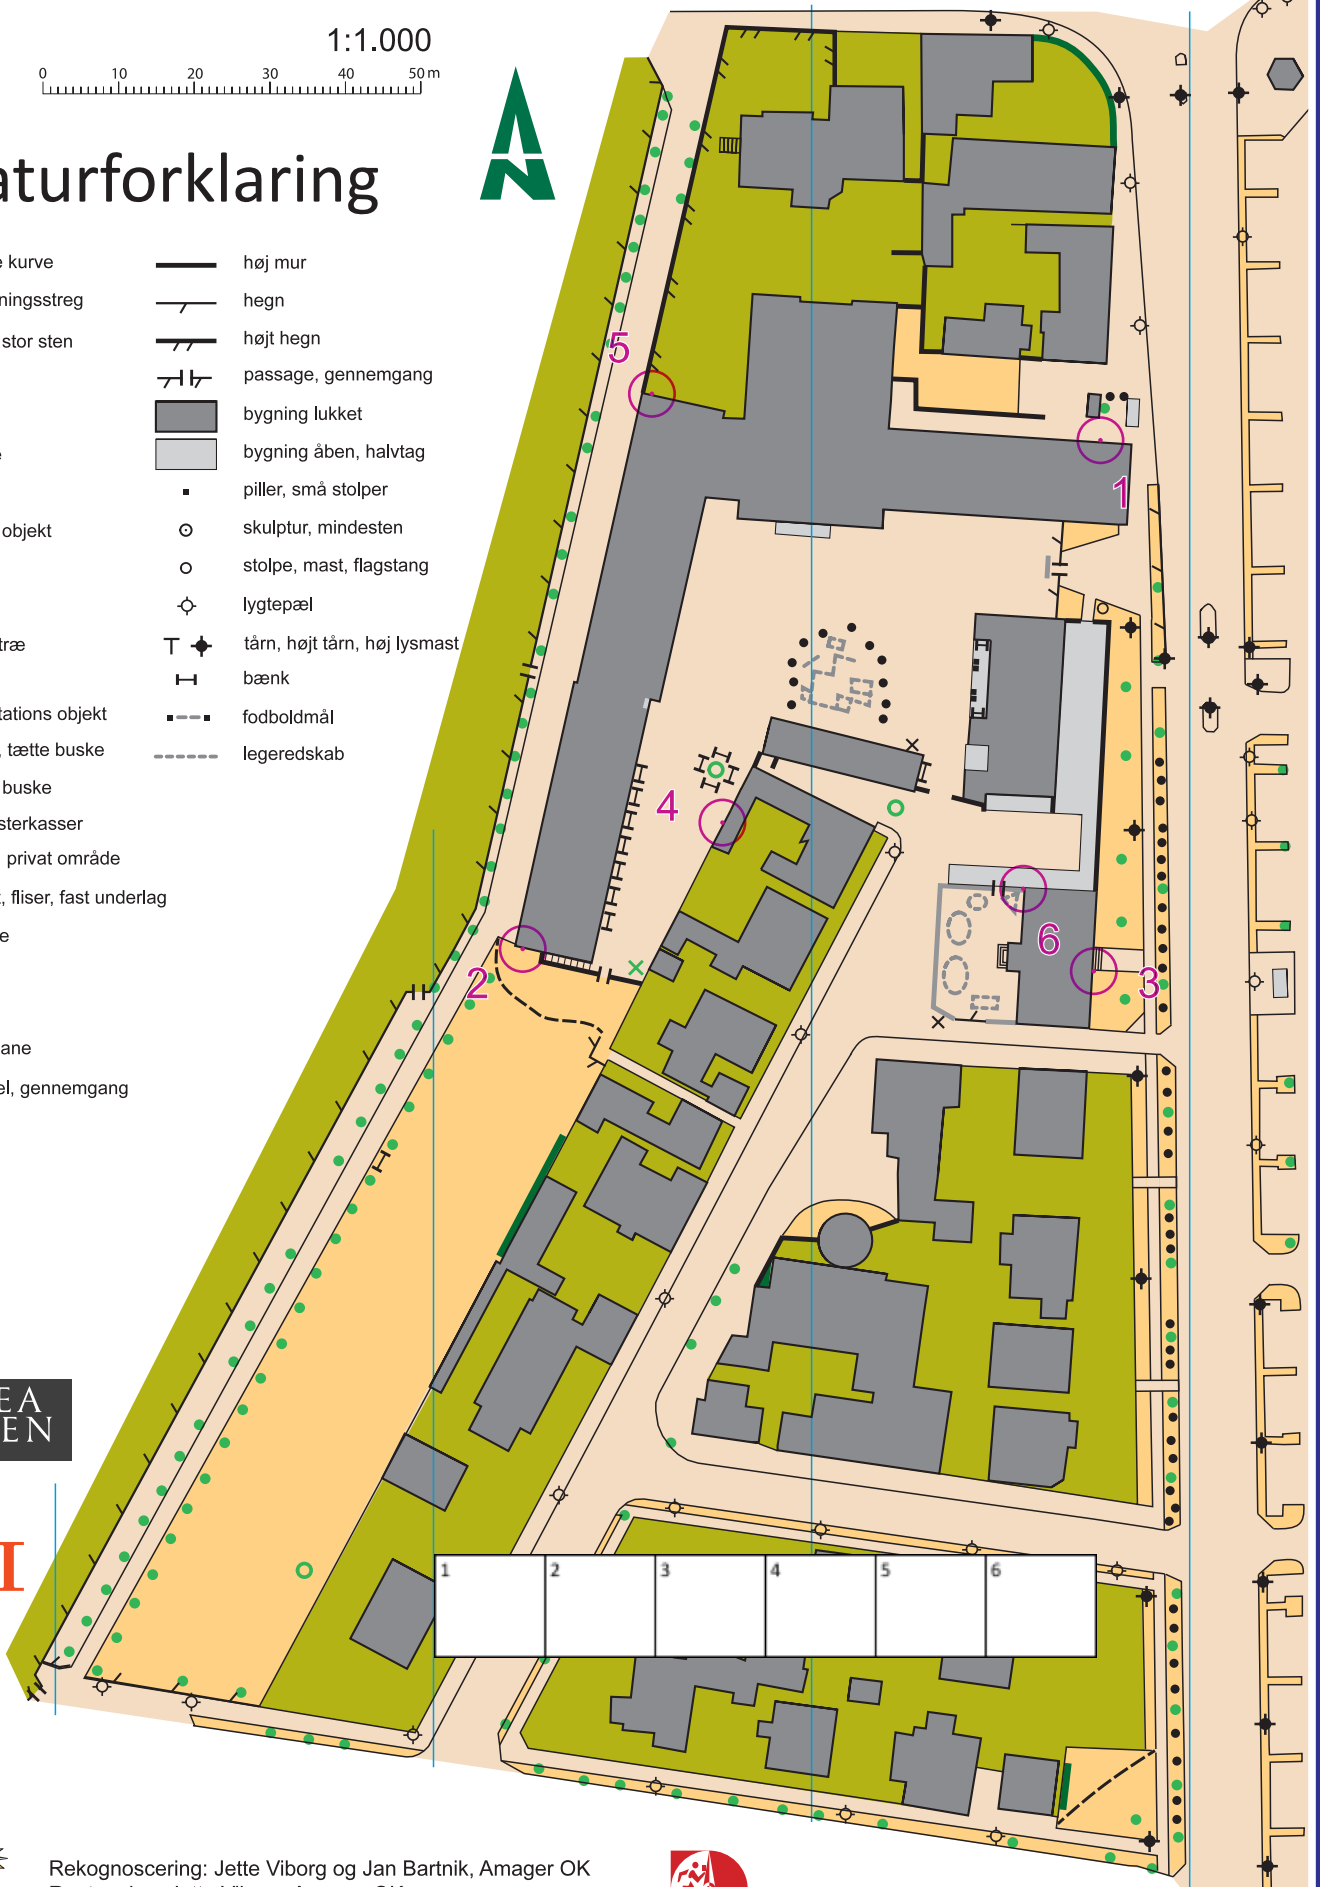 1:1.000
0 10 20 30 40 50 m
aturforklaring
e kurve
ningsstreg
stor sten
e
objekt
træ
tations objekt
, tætte buske
buske
sterkasser
privat område
t, fliser, fast underlag
e
ane
el, gennemgang
høj mur
hegn
højt hegn
passage, gennemgang
bygning lukket
bygning åben, halvtag
piller, små stolper
skulptur, mindesten
stolpe, mast, flagstang
lygtepæl
tårn, højt tårn, høj lysmast
bænk
fodboldmål
legeredskab
N
5
1
4
6
2
3
EA
EN
I
1 2 3 4 5 6
Rekognoscering: Jette Viborg og Jan Bartnik, Amager OK